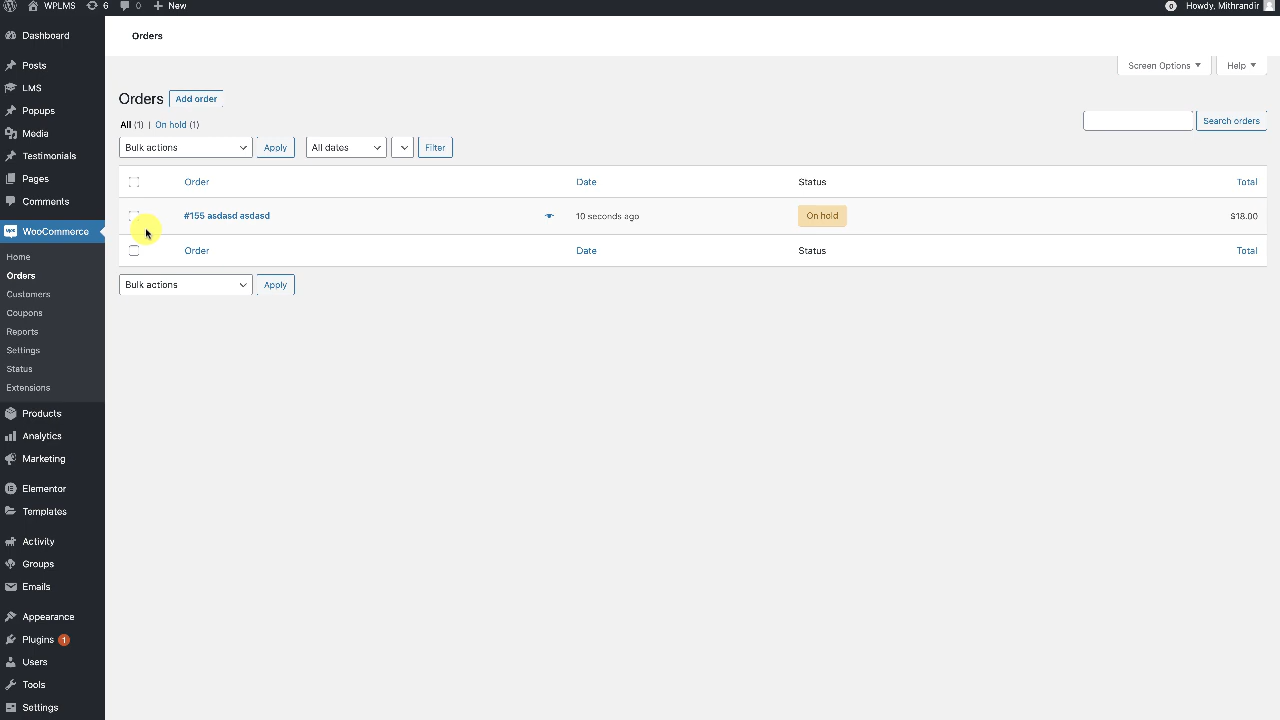 WPLMS 6 0 New 0 Howdy, Mithrandir
Dashboard
Posts
LMS
Popups
Media
Testimonials
Pages
Comments
WooCommerce
Home
Orders
Customers
Coupons
Reports
Settings
Status
Extensions
Products
Analytics
Marketing
Elementor
Templates
Activity
Groups
Emails
Appearance
Plugins 1
Users
Tools
Settings
Orders
Screen Options Help
Orders Add order
All (1) | On hold (1)
Search orders
Bulk actions Apply All dates Filter
Order Date Status Total
#155 asdasd asdasd 10 seconds ago On hold $18.00
Order Date Status Total
Bulk actions Apply